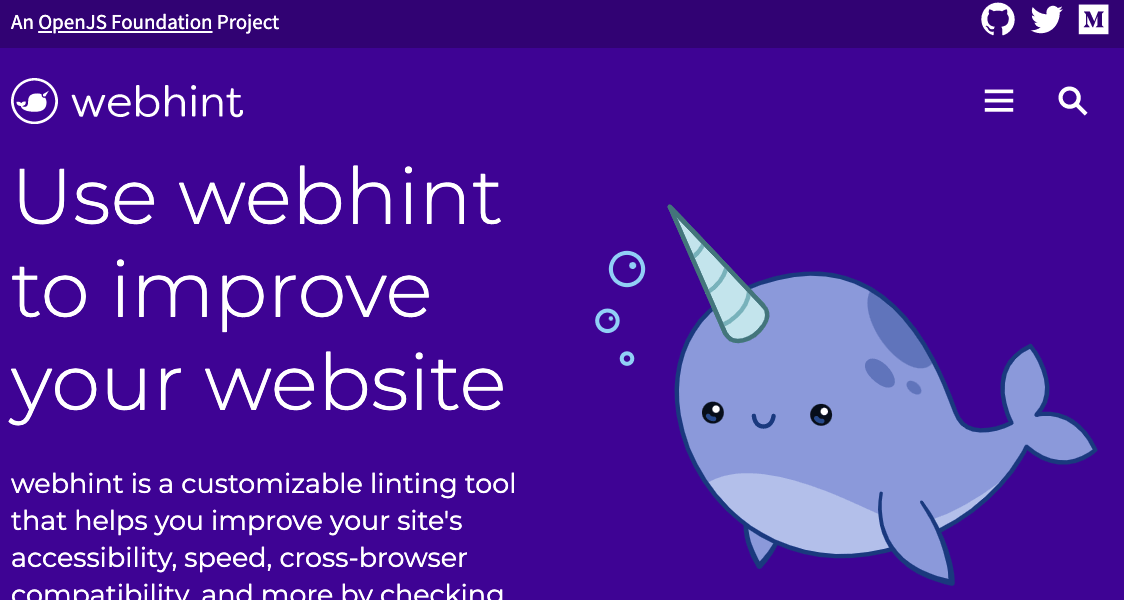 An OpenJS Foundation Project
webhint
Use webhint
to improve
your website
webhint is a customizable linting tool
that helps you improve your site's
accessibility, speed, cross-browser
compatibility, and more by checking